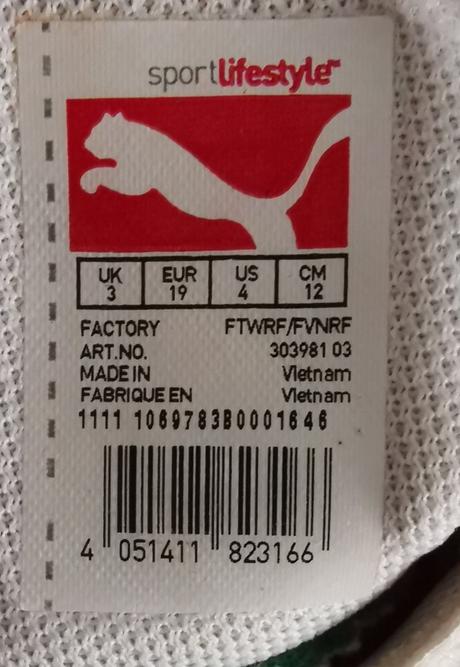 sportlifestyle™
UK EUR US CM
3 19 4 12
FACTORY FTWRF/FVNRF
ART.NO. 303981 03
MADE IN Vietnam
FABRIQUE EN Vietnam
1111 1069783B0001646
4 051411 823166